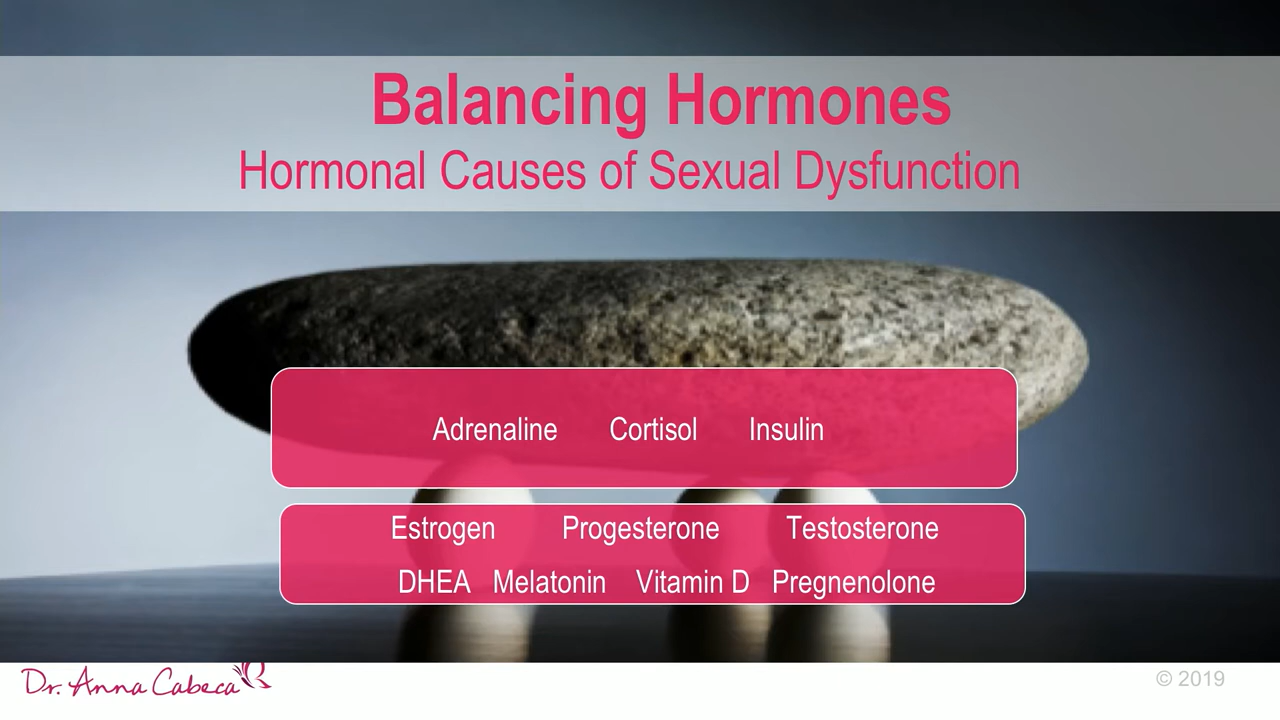 Balancing Hormones
Hormonal Causes of Sexual Dysfunction
Adrenaline Cortisol Insulin
Estrogen Progesterone Testosterone
DHEA Melatonin Vitamin D Pregnenolone
Dr. Anna Cabeca
© 2019